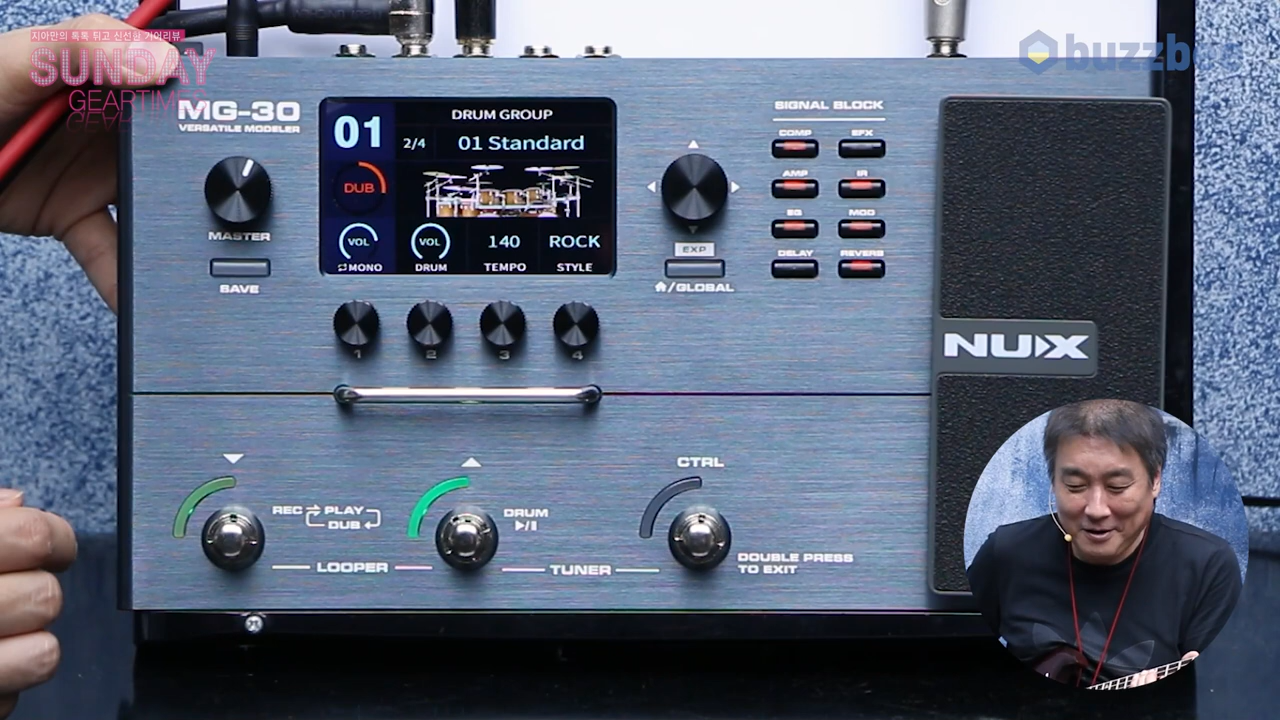 지아만의 톡톡 튀고 신선한 기어리뷰
SUNDAY
GEARTIMES
buzzbee
MG-30
VERSATILE MODELER
MASTER
SAVE
01
DRUM GROUP
2/4
01 Standard
DUB
VOL
VOL
140
ROCK
MONO
DRUM
TEMPO
STYLE
1
2
3
4
EXP
/GLOBAL
SIGNAL BLOCK
COMP
EFX
AMP
IR
EQ
MOD
DELAY
REVERB
NUX
REC
PLAY
DUB
LOOPER
DRUM
TUNER
CTRL
DOUBLE PRESS
TO EXIT